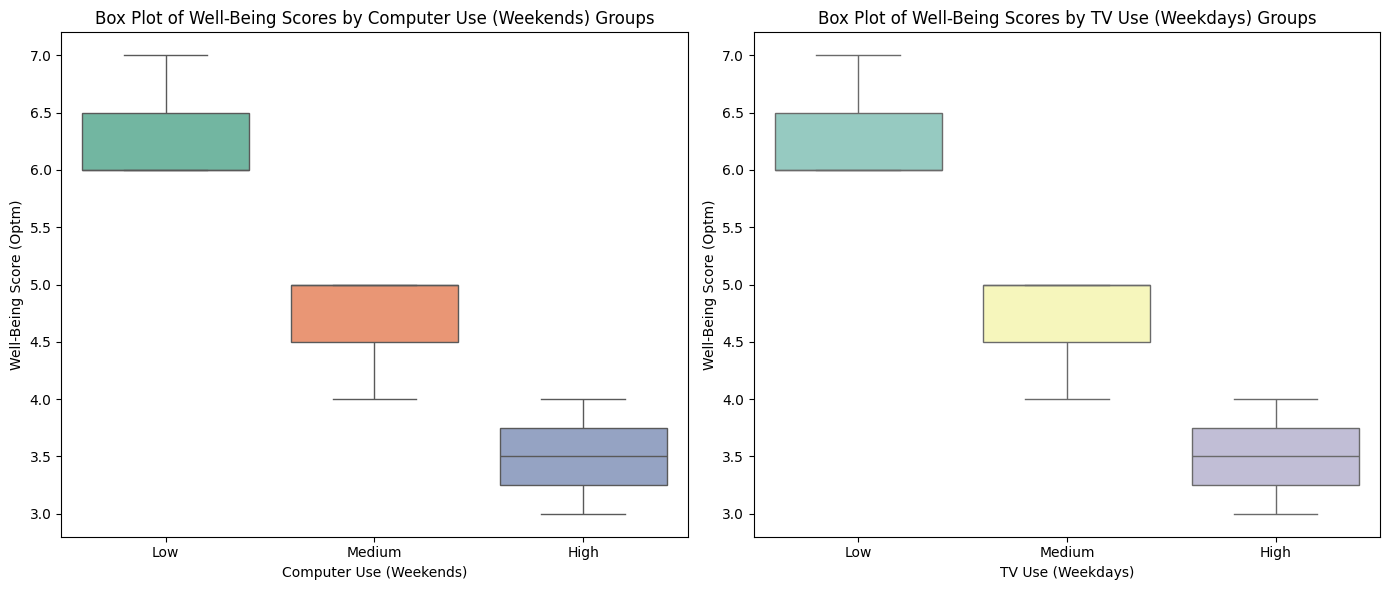 Box Plot of Well-Being Scores by Computer Use (Weekends) Groups
7.0
6.5
6.0
5.5
5.0
4.5
4.0
3.5
3.0
Well-Being Score (Optm)
Low Medium High
Computer Use (Weekends)
Box Plot of Well-Being Scores by TV Use (Weekdays) Groups
7.0
6.5
6.0
5.5
5.0
4.5
4.0
3.5
3.0
Well-Being Score (Optm)
Low Medium High
TV Use (Weekdays)